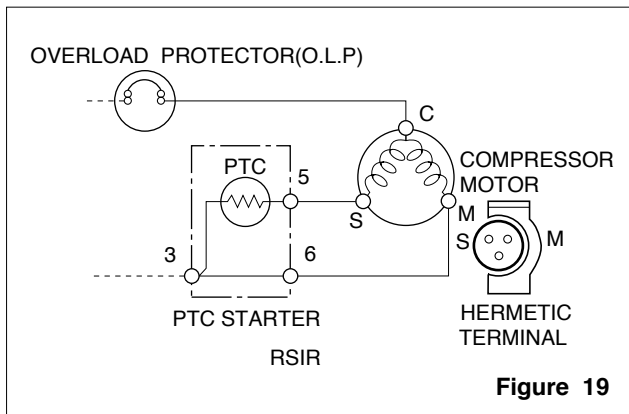 OVERLOAD PROTECTOR(O.L.P)
C
PTC
5
COMPRESSOR
MOTOR
S
M
S
M
3
6
PTC STARTER
HERMETIC
TERMINAL
RSIR
Figure 19